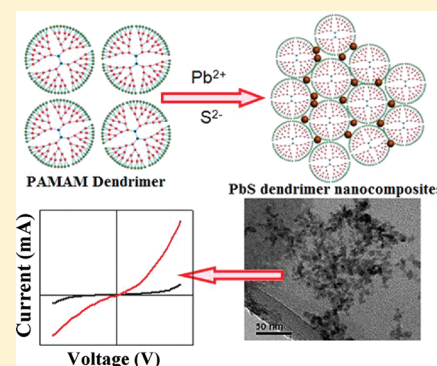 Pb2+
S2-
PAMAM Dendrimer
PbS dendrimer nanocomposites
Current (mA)
Voltage (V)
50 nm